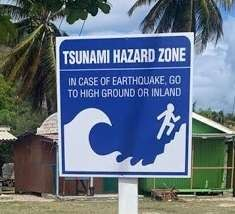 TSUNAMI HAZARD ZONE
IN CASE OF EARTHQUAKE, GO
TO HIGH GROUND OR INLAND